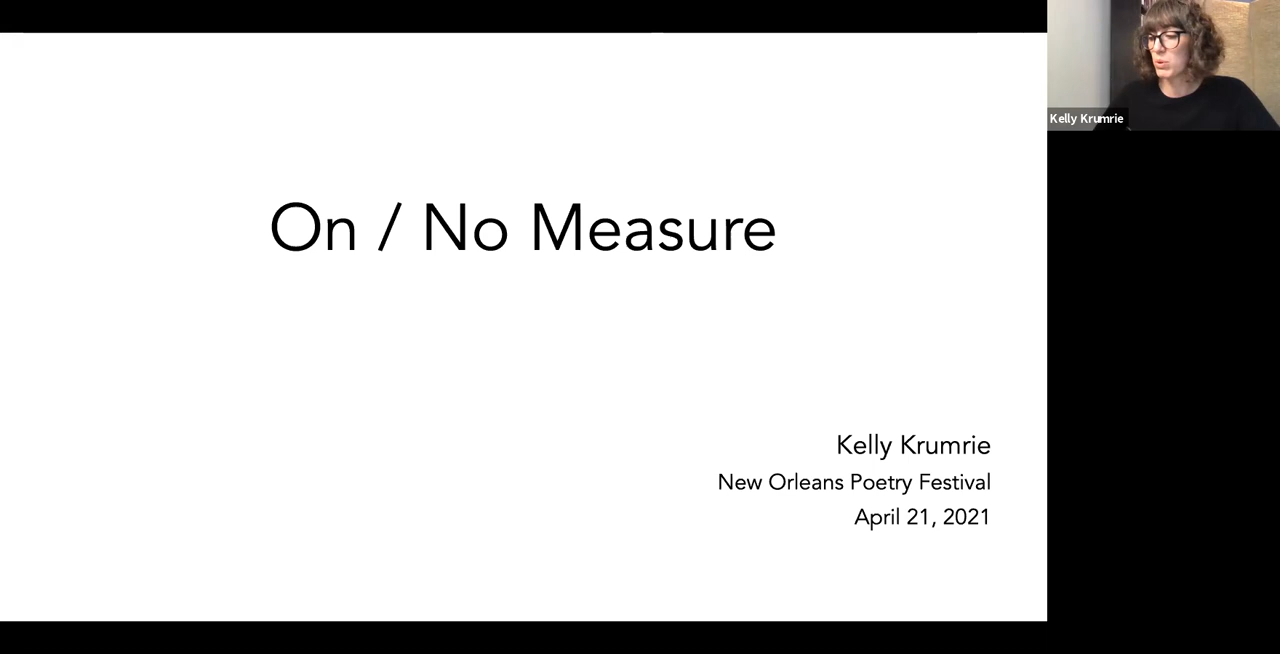 On / No Measure
Kelly Krumrie
New Orleans Poetry Festival
April 21, 2021
Kelly Krumrie